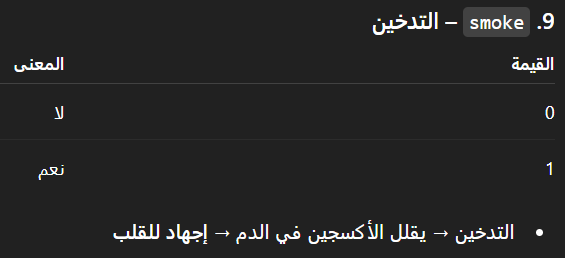 9. smoke – التدخين
القيمة المعنى
0 لا
1 نعم
• التدخين → يقلل الأكسجين في الدم → إجهاد للقلب